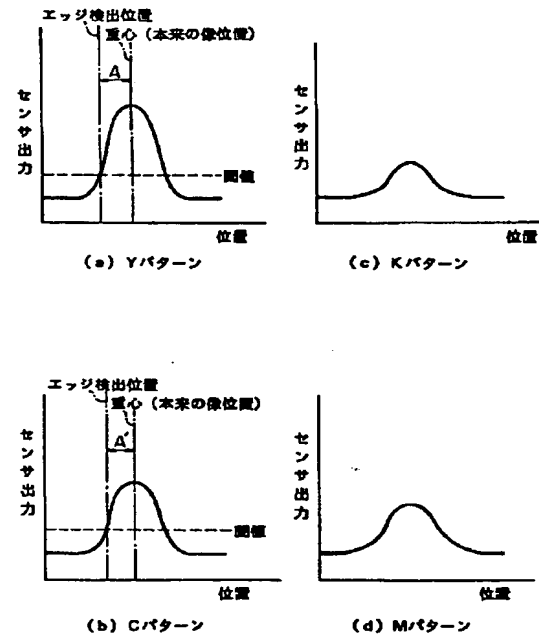 エッジ検出位置
重心（本来の像位置）
A
センサ出力
閾値
位置
(a) Yパターン
センサ出力
位置
(c) Kパターン
エッジ検出位置
重心（本来の像位置）
A'
センサ出力
閾値
位置
(b) Cパターン
センサ出力
位置
(d) Mパターン